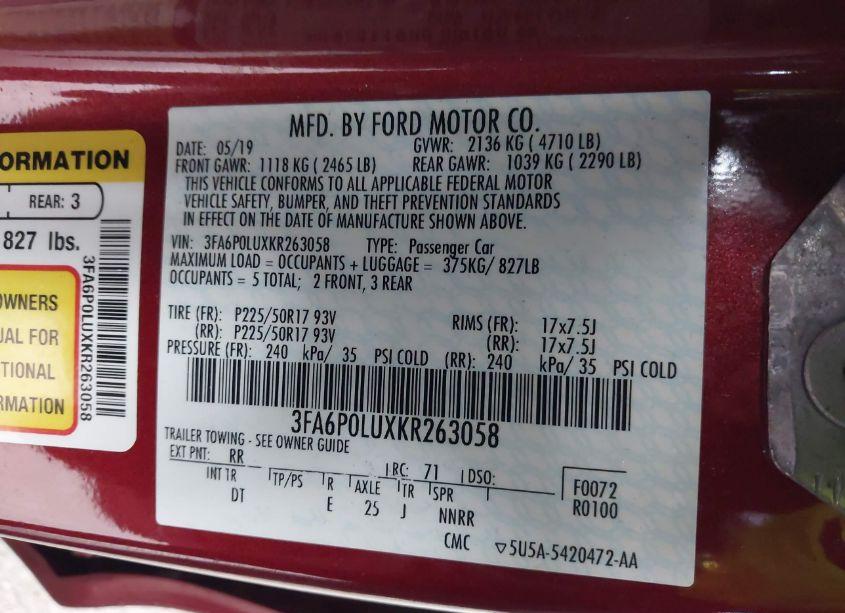 MFD. BY FORD MOTOR CO.
DATE: 05/19 GVWR: 2136 KG ( 4710 LB)
FRONT GAWR: 1118 KG ( 2465 LB) REAR GAWR: 1039 KG ( 2290 LB)
THIS VEHICLE CONFORMS TO ALL APPLICABLE FEDERAL MOTOR
VEHICLE SAFETY, BUMPER, AND THEFT PREVENTION STANDARDS
IN EFFECT ON THE DATE OF MANUFACTURE SHOWN ABOVE.
VIN: 3FA6P0LUXKR263058 TYPE: Passenger Car
MAXIMUM LOAD = OCCUPANTS + LUGGAGE = 375KG/ 827LB
OCCUPANTS = 5 TOTAL; 2 FRONT, 3 REAR
TIRE (FR): P225/50R17 93V RIMS (FR): 17x7.5J
(RR): P225/50R17 93V (RR): 17x7.5J
PRESSURE (FR): 240 kPa/ 35 PSI COLD (RR): 240 kPa/ 35 PSI COLD
3FA6P0LUXKR263058
TRAILER TOWING - SEE OWNER GUIDE
EXT PNT: RR RC: 71 DSO: F0072
INT TR TP/PS R AXLE TR SPR R0100
DT E 25 J NNRR
CMC 5U5A-5420472-AA
ORMATION
REAR: 3
827 lbs.
3FA6P0LUXKR263058
OWNERS
UAL FOR
TIONAL
RMATION